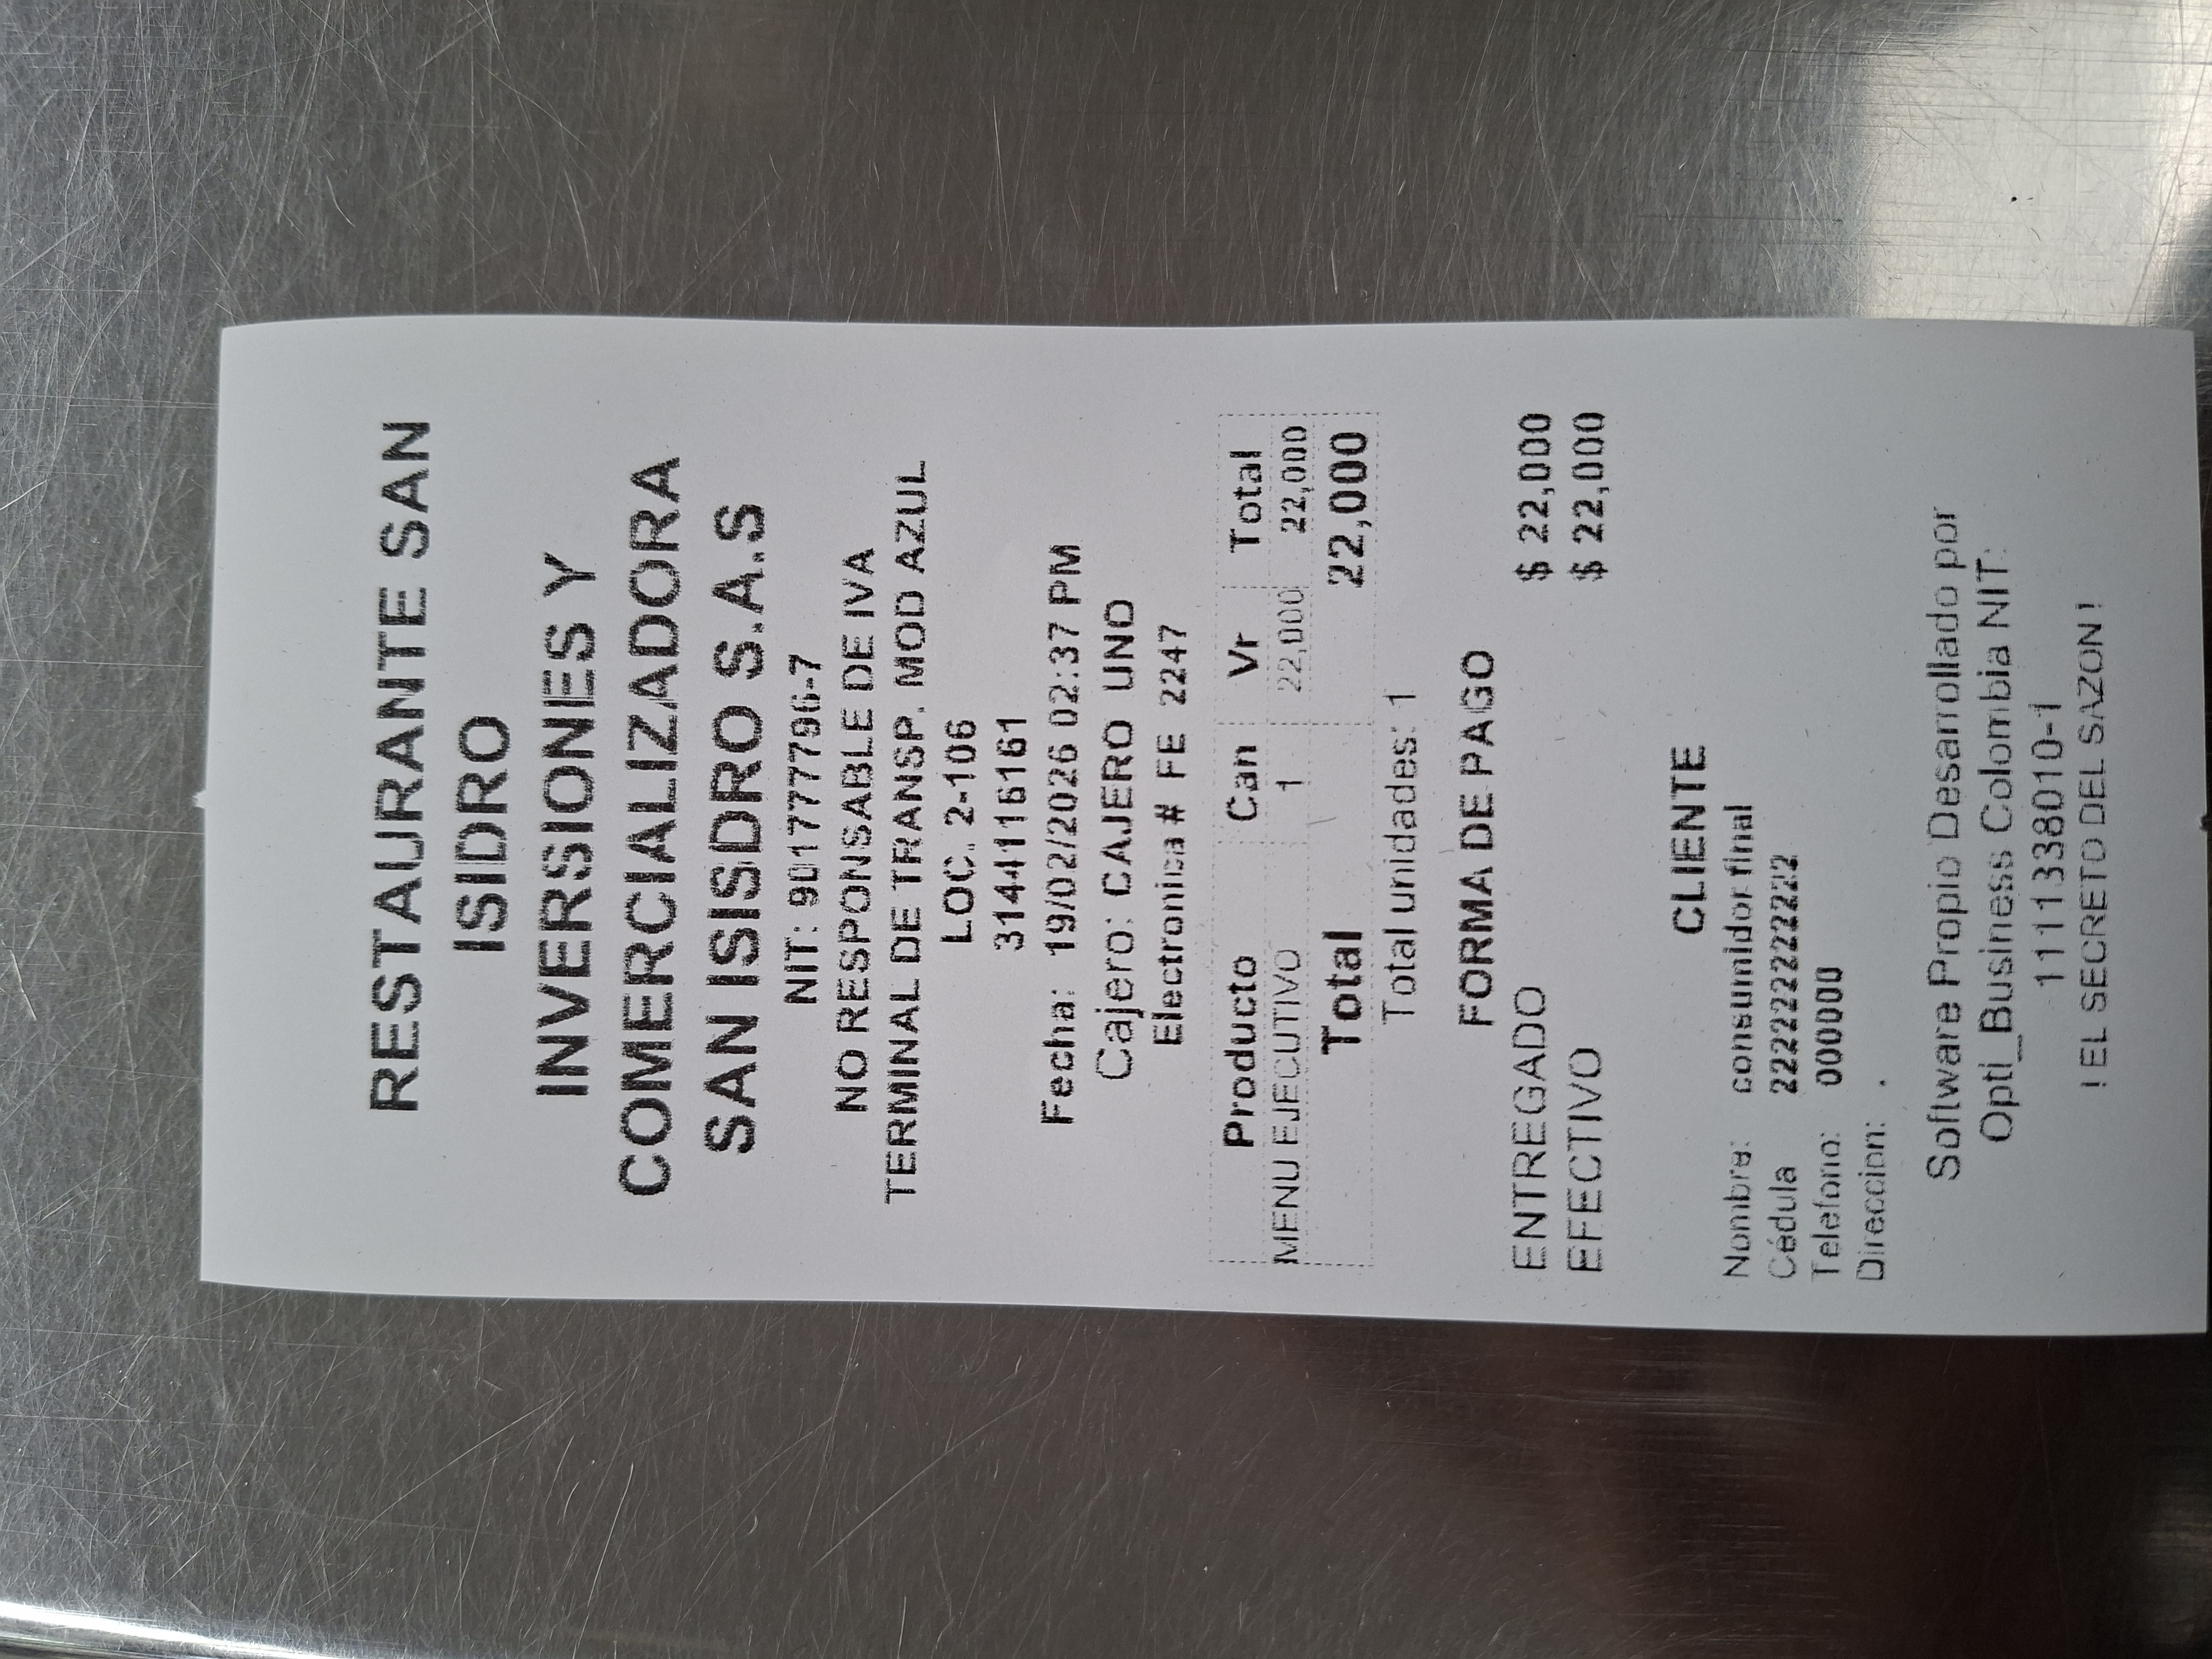 RESTAURANTE SAN
ISIDRO
INVERSIONES Y
COMERCIALIZADORA
SAN ISISDRO S.A.S
NIT: 901777796-7
NO RESPONSABLE DE IVA
TERMINAL DE TRANSP. MOD AZUL
LOC. 2-106
3144116161
Fecha: 19/02/2026 02:37 PM
Cajero: CAJERO UNO
Electronica # FE 2247
Producto Can Vr Total
MENU EJECUTIVO 1 22,000 22,000
Total 22,000
Total unidades: 1
FORMA DE PAGO
ENTREGADO $ 22,000
EFECTIVO $ 22,000
CLIENTE
Nombre: consumidor final
Cédula 222222222222
Telefono: 000000
Direccion: .
Software Propio Desarrollado por
Opti_Business Colombia NIT:
111338010-1
! EL SECRETO DEL SAZON !